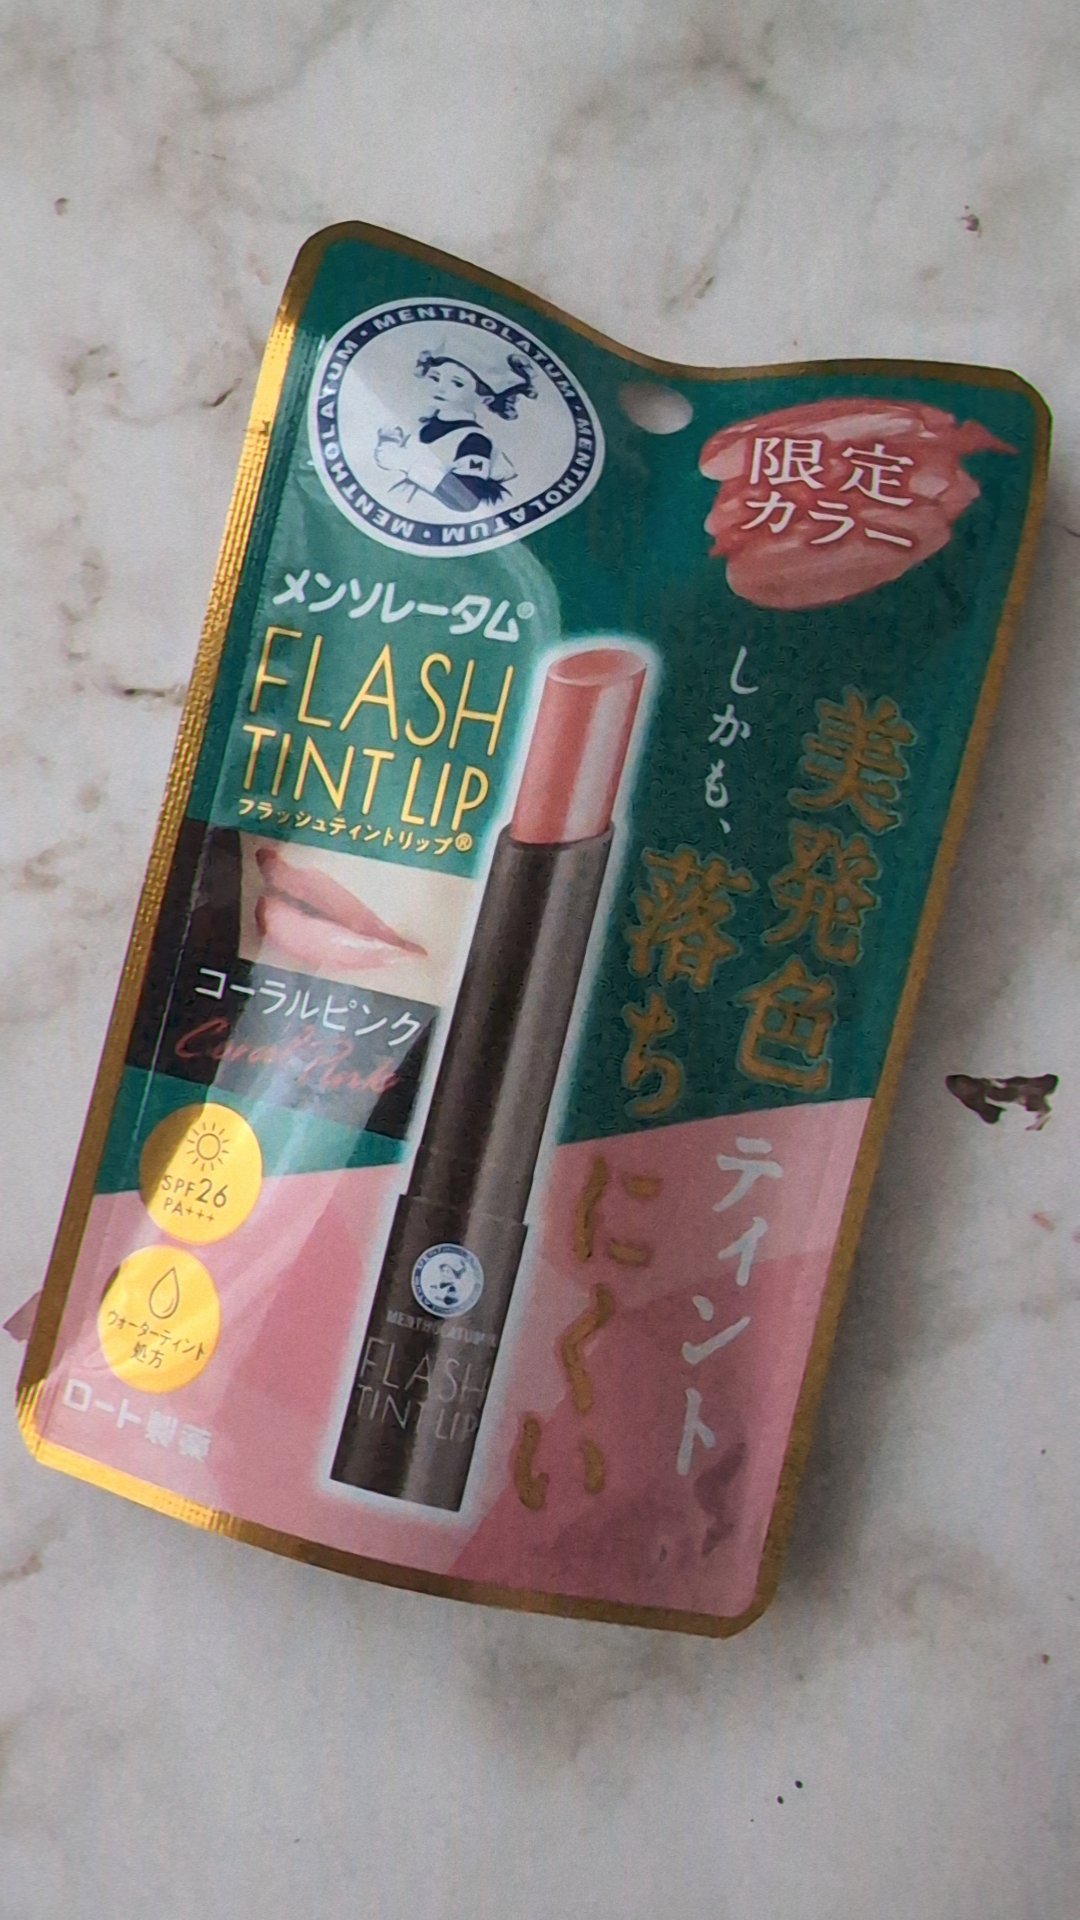 MENTHOLATUM・MENTHOLATUM・MENTHOLATUM・MENTHOLATUM・
限定
カラー
メンソレータム®
FLASH
TINT LIP
フラッシュティントリップ®
美発色ティント
しかも、落ちにくい
コーラルピンク
Coral Pink
SPF26
PA+++
ウォーターティント
処方
ロート製薬
MENTHOLATUM
FLASH
TINT LIP